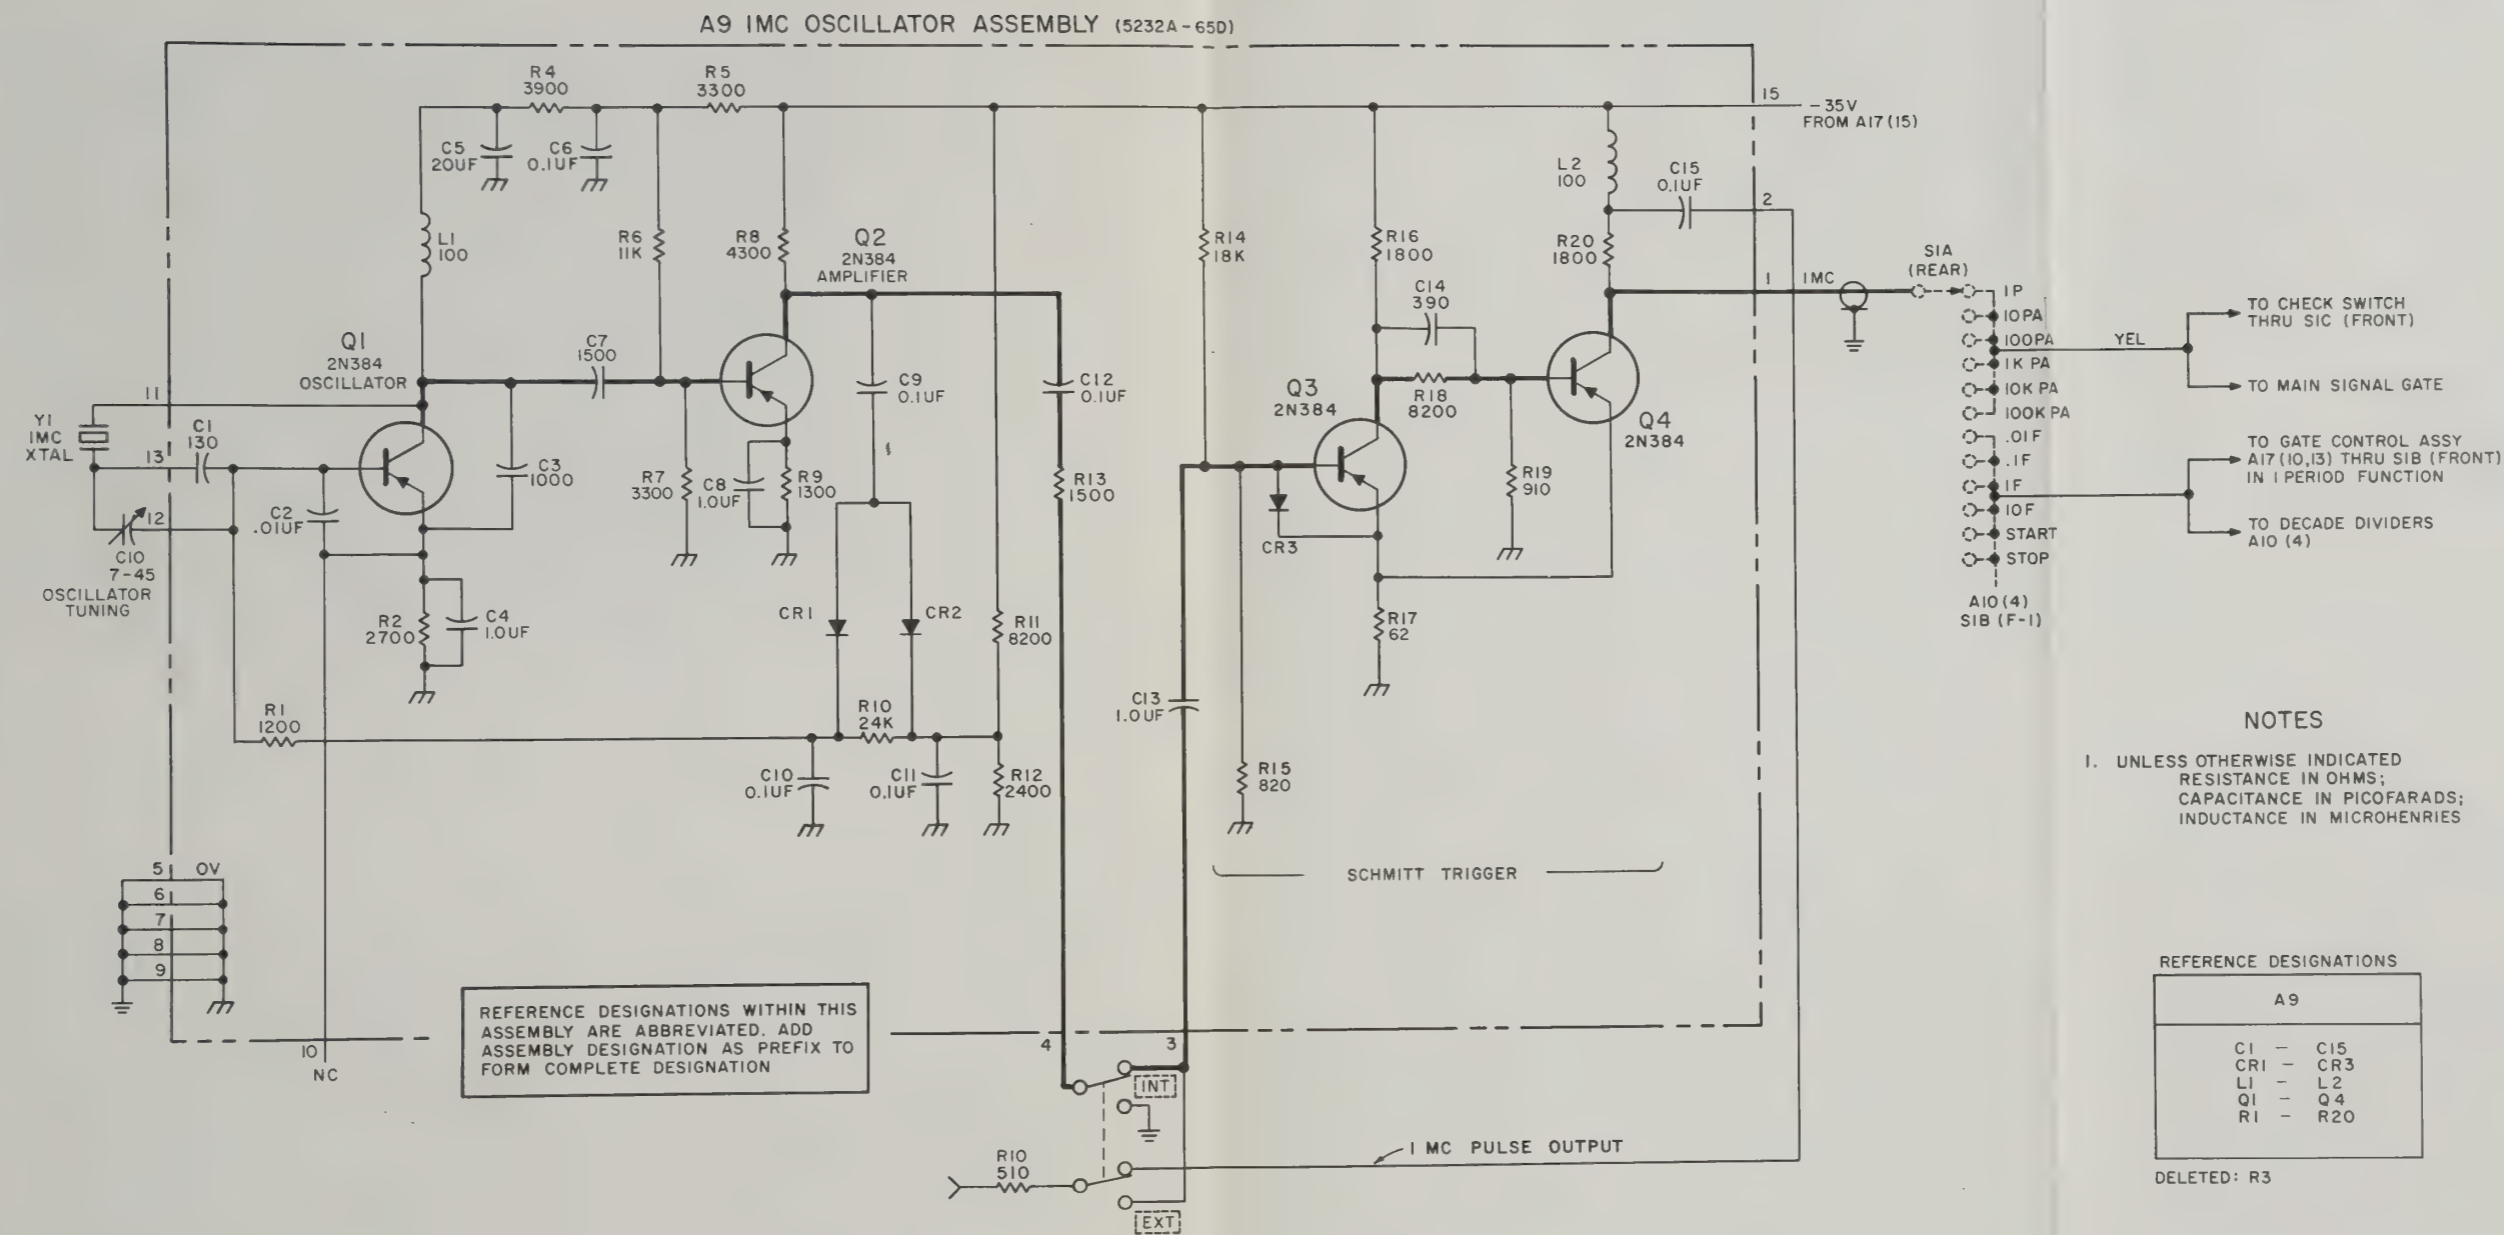 A9 1MC OSCILLATOR ASSEMBLY (5232A-65D)
R4
3900
R5
3300
15
-35V
FROM A17(15)
C5
20UF
C6
0.1UF
L2
100
C15
0.1UF
2
L1
100
R6
11K
R8
4300
Q2
2N384
AMPLIFIER
R14
18K
R16
1800
R20
1800
S1A
(REAR)
1
1MC
C14
390
1P
10PA
100PA
1K PA
10K PA
100K PA
.01F
.1F
1F
10F
START
STOP
A10(4)
S1B (F-1)
YEL
TO CHECK SWITCH
THRU S1C (FRONT)
TO MAIN SIGNAL GATE
TO GATE CONTROL ASSY
A17(10,13) THRU S1B (FRONT)
IN 1 PERIOD FUNCTION
TO DECADE DIVIDERS
A10 (4)
Q1
2N384
OSCILLATOR
C7
1500
C9
0.1UF
C12
0.1UF
Q3
2N384
R18
8200
Q4
2N384
11
Y1
1MC
XTAL
C1
130
13
12
C10
7-45
OSCILLATOR
TUNING
C2
.01UF
C3
1000
R7
3300
C8
1.0UF
R9
1300
R13
1500
R19
910
CR3
R2
2700
C4
1.0UF
CR1
CR2
R11
8200
R17
62
R1
1200
R10
24K
C13
1.0UF
C10
0.1UF
C11
0.1UF
R12
2400
R15
820
NOTES
1. UNLESS OTHERWISE INDICATED
RESISTANCE IN OHMS;
CAPACITANCE IN PICOFARADS;
INDUCTANCE IN MICROHENRIES
SCHMITT TRIGGER
5
0V
6
7
8
9
10
NC
REFERENCE DESIGNATIONS WITHIN THIS
ASSEMBLY ARE ABBREVIATED. ADD
ASSEMBLY DESIGNATION AS PREFIX TO
FORM COMPLETE DESIGNATION
4
3
INT
R10
510
1 MC PULSE OUTPUT
EXT
REFERENCE DESIGNATIONS
A9
C1 - C15
CR1 - CR3
L1 - L2
Q1 - Q4
R1 - R20
DELETED: R3